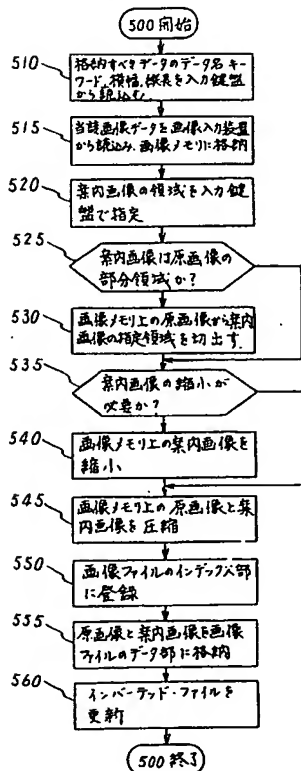 500 開始
510
格納すべきデータのデータ名 キー
ワード、横幅、縦長を入力鍵盤
から読込む
515
当該画像データを画像入力装置
から読込み、画像メモリに格納
520
案内画像の領域を入力鍵
盤で指定
525
案内画像は原画像の
部分領域か?
530
画像メモリ上の原画像から案内
画像の指定領域を切出す.
535
案内画像の縮小が
必要か?
540
画像メモリ上の案内画像を
縮小
545
画像メモリ上の原画像と案
内画像を圧縮
550
画像ファイルのインデックス部
に登録
555
原画像と案内画像を画像
ファイルのデータ部に格納
560
インバーテッド・ファイルを
更新
500 終了